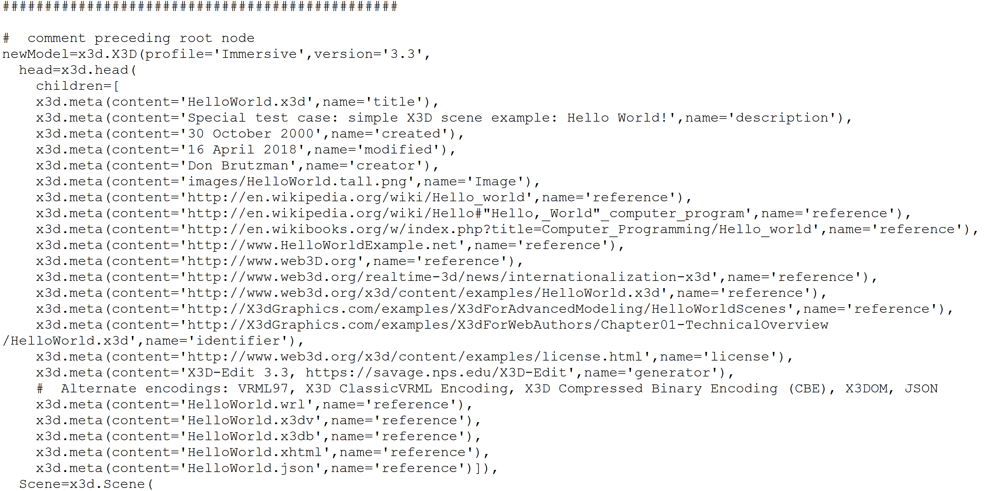 ###############################################

#  comment preceding root node
newModel=x3d.X3D(profile='Immersive',version='3.3',
  head=x3d.head(
    children=[
    x3d.meta(content='HelloWorld.x3d',name='title'),
    x3d.meta(content='Special test case: simple X3D scene example: Hello World!',name='description'),
    x3d.meta(content='30 October 2000',name='created'),
    x3d.meta(content='16 April 2018',name='modified'),
    x3d.meta(content='Don Brutzman',name='creator'),
    x3d.meta(content='images/HelloWorld.tall.png',name='Image'),
    x3d.meta(content='http://en.wikipedia.org/wiki/Hello_world',name='reference'),
    x3d.meta(content='http://en.wikipedia.org/wiki/Hello#"Hello,_World"_computer_program',name='reference'),
    x3d.meta(content='http://en.wikibooks.org/w/index.php?title=Computer_Programming/Hello_world',name='reference'),
    x3d.meta(content='http://www.HelloWorldExample.net',name='reference'),
    x3d.meta(content='http://www.web3D.org',name='reference'),
    x3d.meta(content='http://www.web3d.org/realtime-3d/news/internationalization-x3d',name='reference'),
    x3d.meta(content='http://www.web3d.org/x3d/content/examples/HelloWorld.x3d',name='reference'),
    x3d.meta(content='http://X3dGraphics.com/examples/X3dForAdvancedModeling/HelloWorldScenes',name='reference'),
    x3d.meta(content='http://X3dGraphics.com/examples/X3dForWebAuthors/Chapter01-TechnicalOverview
/HelloWorld.x3d',name='identifier'),
    x3d.meta(content='http://www.web3d.org/x3d/content/examples/license.html',name='license'),
    x3d.meta(content='X3D-Edit 3.3, https://savage.nps.edu/X3D-Edit',name='generator'),
    #  Alternate encodings: VRML97, X3D ClassicVRML Encoding, X3D Compressed Binary Encoding (CBE), X3DOM, JSON
    x3d.meta(content='HelloWorld.wrl',name='reference'),
    x3d.meta(content='HelloWorld.x3dv',name='reference'),
    x3d.meta(content='HelloWorld.x3db',name='reference'),
    x3d.meta(content='HelloWorld.xhtml',name='reference'),
    x3d.meta(content='HelloWorld.json',name='reference')]),
  Scene=x3d.Scene(